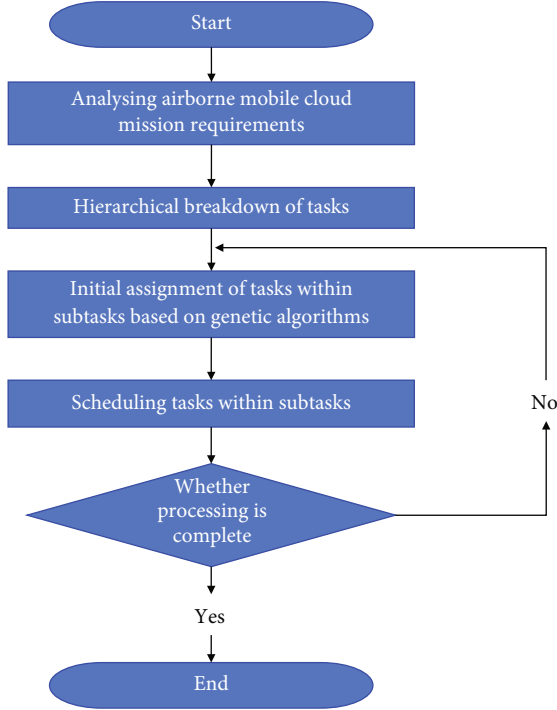 Start
Analysing airborne mobile cloud
mission requirements
Hierarchical breakdown of tasks
Initial assignment of tasks within
subtasks based on genetic algorithms
Scheduling tasks within subtasks
No
Whether
processing is
complete
Yes
End